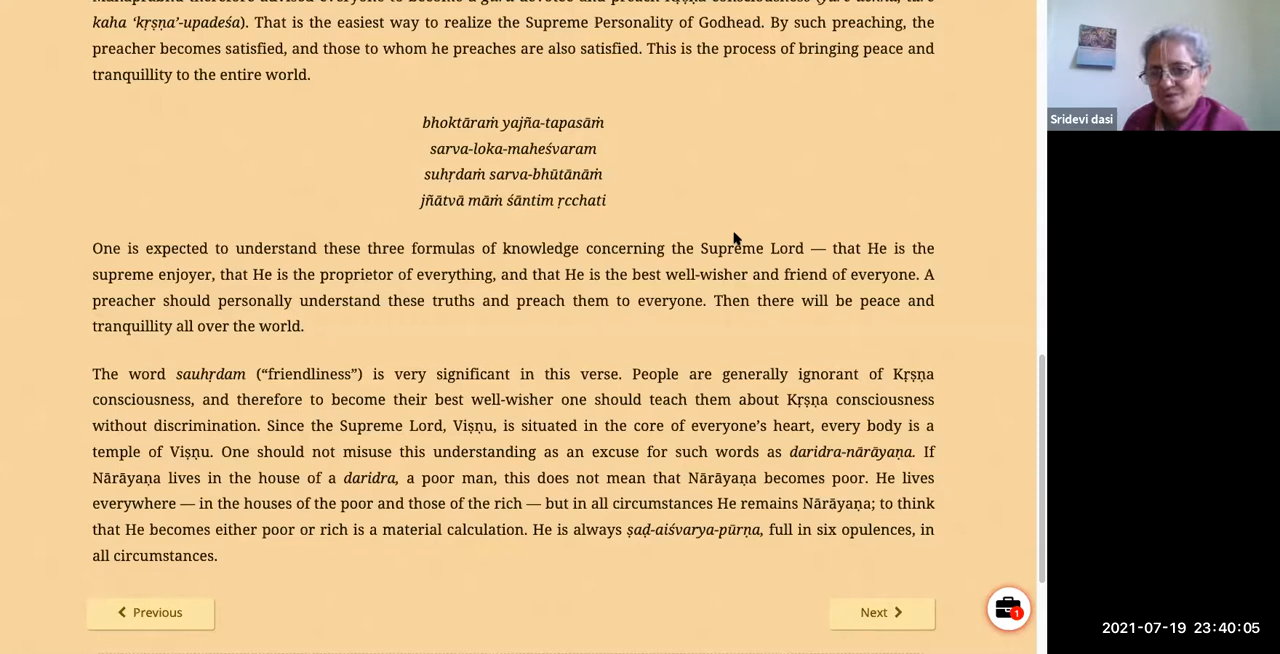 kaha ‘kṛṣṇa’-upadeśa). That is the easiest way to realize the Supreme Personality of Godhead. By such preaching, the
preacher becomes satisfied, and those to whom he preaches are also satisfied. This is the process of bringing peace and
tranquillity to the entire world.
bhoktāraṁ yajña-tapasāṁ
sarva-loka-maheśvaram
suhṛdaṁ sarva-bhūtānāṁ
jñātvā māṁ śāntim ṛcchati
One is expected to understand these three formulas of knowledge concerning the Supreme Lord — that He is the
supreme enjoyer, that He is the proprietor of everything, and that He is the best well-wisher and friend of everyone. A
preacher should personally understand these truths and preach them to everyone. Then there will be peace and
tranquillity all over the world.
The word sauhṛdam (“friendliness”) is very significant in this verse. People are generally ignorant of Kṛṣṇa
consciousness, and therefore to become their best well-wisher one should teach them about Kṛṣṇa consciousness
without discrimination. Since the Supreme Lord, Viṣṇu, is situated in the core of everyone’s heart, every body is a
temple of Viṣṇu. One should not misuse this understanding as an excuse for such words as daridra-nārāyaṇa. If
Nārāyaṇa lives in the house of a daridra, a poor man, this does not mean that Nārāyaṇa becomes poor. He lives
everywhere — in the houses of the poor and those of the rich — but in all circumstances He remains Nārāyaṇa; to think
that He becomes either poor or rich is a material calculation. He is always ṣaḍ-aiśvarya-pūrṇa, full in six opulences, in
all circumstances.
Previous
Next
1
Sridevi dasi
2021-07-19 23:40:05